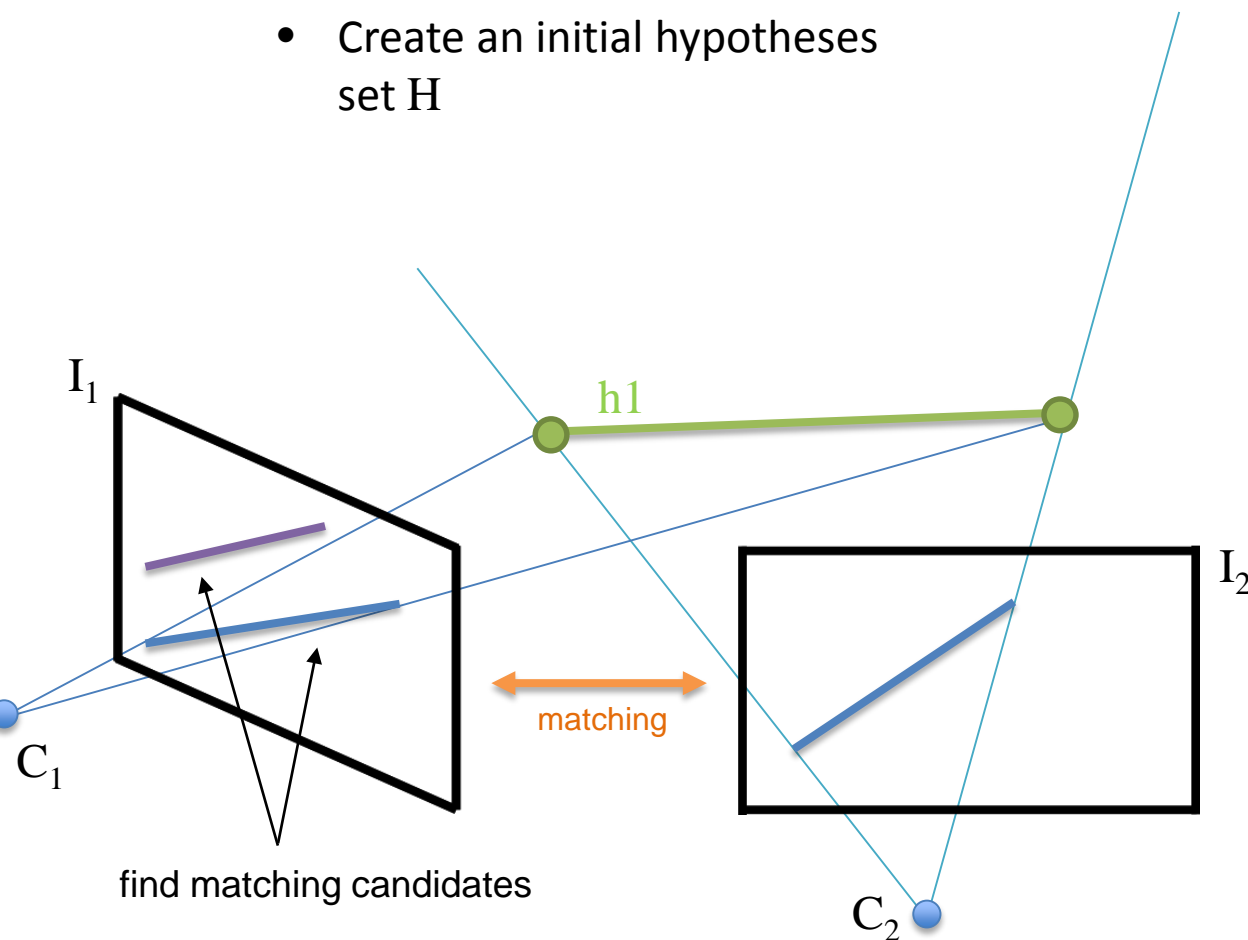 • Create an initial hypotheses
set H
I₁
h1
I₂
matching
C₁
find matching candidates
C₂